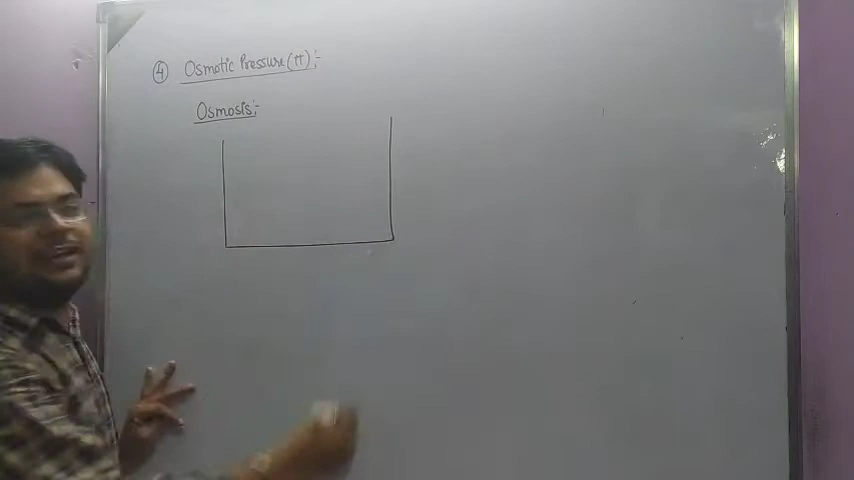 ④ Osmotic Pressure (π):-
Osmosis:-